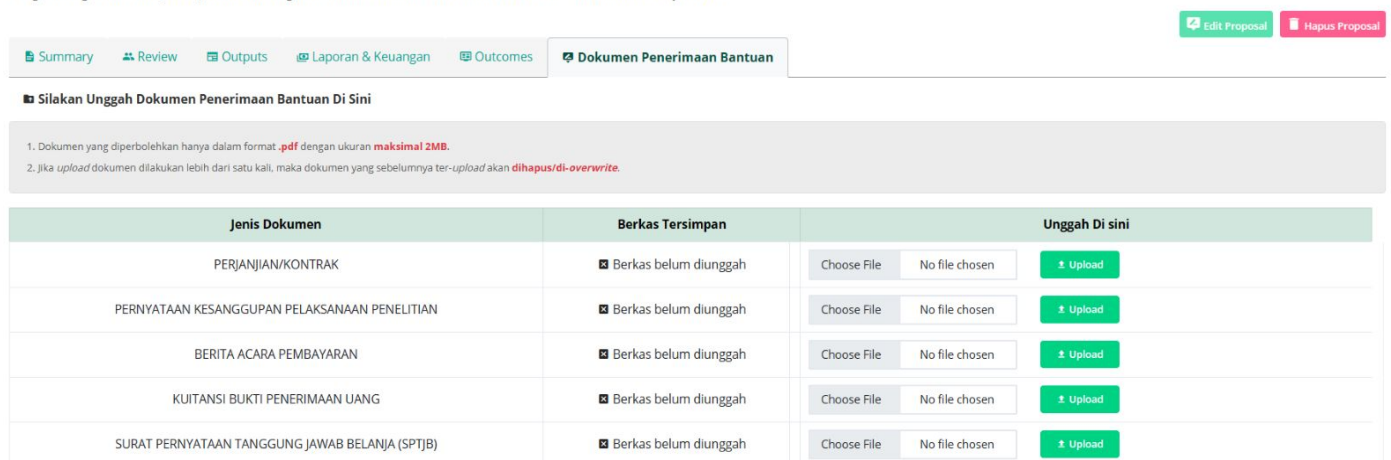 Edit Proposal
Hapus Proposal
Summary
Review
Outputs
Laporan & Keuangan
Outcomes
Dokumen Penerimaan Bantuan
Silakan Unggah Dokumen Penerimaan Bantuan Di Sini
1. Dokumen yang diperbolehkan hanya dalam format .pdf dengan ukuran maksimal 2MB.
2. Jika upload dokumen dilakukan lebih dari satu kali, maka dokumen yang sebelumnya ter-upload akan dihapus/di-overwrite.
Jenis Dokumen Berkas Tersimpan Unggah Di sini
PERJANJIAN/KONTRAK Berkas belum diunggah Choose File No file chosen Upload
PERNYATAAN KESANGGUPAN PELAKSANAAN PENELITIAN Berkas belum diunggah Choose File No file chosen Upload
BERITA ACARA PEMBAYARAN Berkas belum diunggah Choose File No file chosen Upload
KUITANSI BUKTI PENERIMAAN UANG Berkas belum diunggah Choose File No file chosen Upload
SURAT PERNYATAAN TANGGUNG JAWAB BELANJA (SPTJB) Berkas belum diunggah Choose File No file chosen Upload